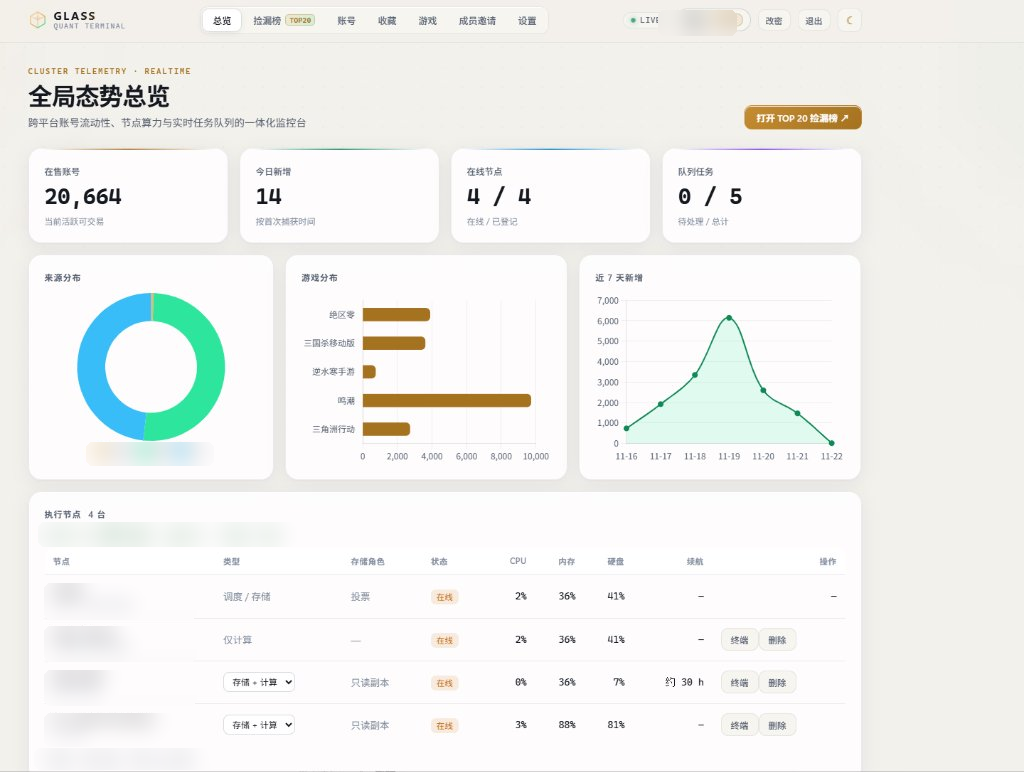 GLASS
QUANT TERMINAL
总览 捡漏榜 TOP20 账号 收藏 游戏 成员邀请 设置
LIVE 改密 退出
CLUSTER TELEMETRY · REALTIME
全局态势总览
跨平台账号流动性、节点算力与实时任务队列的一体化监控台
打开 TOP 20 捡漏榜 ↗
在售账号 今日新增 在线节点 队列任务
20,664 14 4 / 4 0 / 5
当前活跃可交易 按首次捕获时间 在线 / 已登记 待处理 / 总计
来源分布
游戏分布
绝区零
三国杀移动版
逆水寒手游
鸣潮
三角洲行动
0 2,000 4,000 6,000 8,000 10,000
近 7 天新增
7,000
6,000
5,000
4,000
3,000
2,000
1,000
0
11-16 11-17 11-18 11-19 11-20 11-21 11-22
执行节点 4 台
节点 类型 存储角色 状态 CPU 内存 硬盘 续航 操作
调度 / 存储 投票 在线 2% 36% 41% — —
仅计算 — 在线 2% 36% 41% — 终端 删除
存储 + 计算 只读副本 在线 0% 36% 7% 约 30 h 终端 删除
存储 + 计算 只读副本 在线 3% 88% 81% — 终端 删除